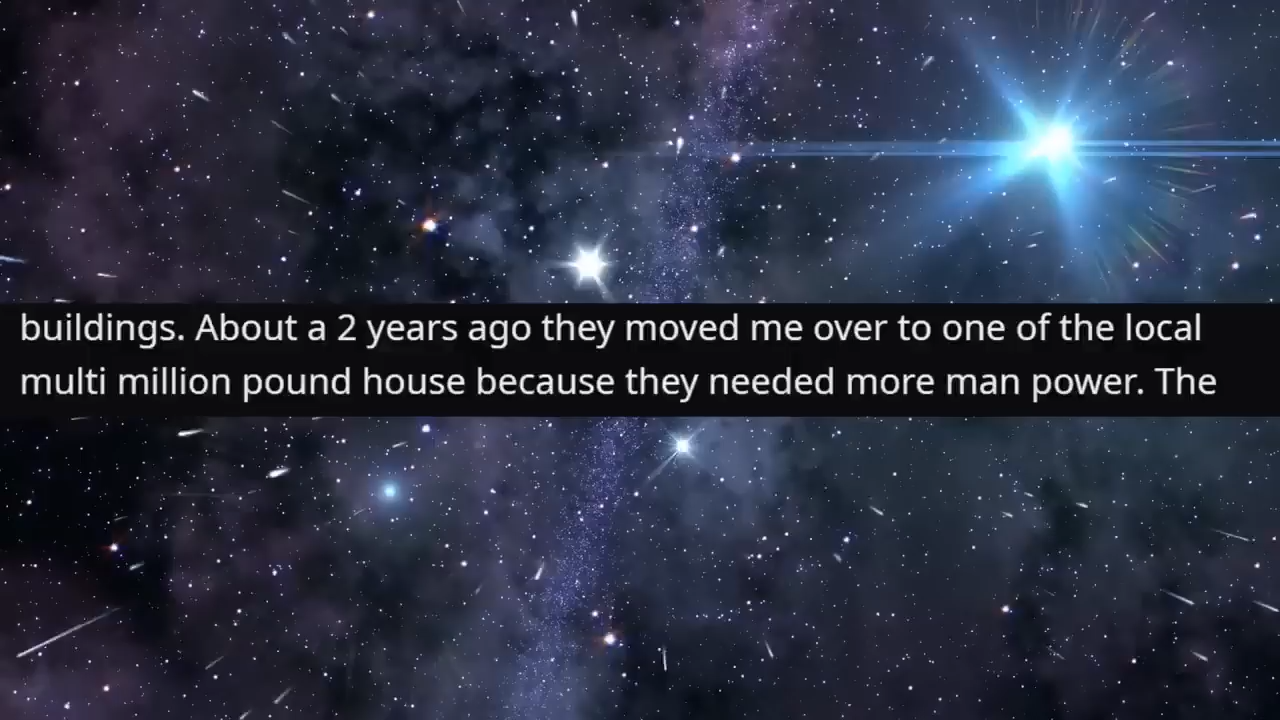 buildings. About a 2 years ago they moved me over to one of the local
multi million pound house because they needed more man power. The